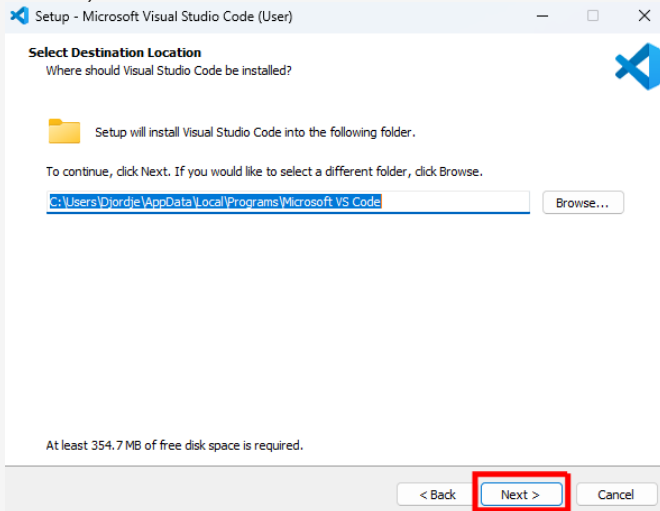 Setup - Microsoft Visual Studio Code (User)
Select Destination Location
Where should Visual Studio Code be installed?
Setup will install Visual Studio Code into the following folder.
To continue, click Next. If you would like to select a different folder, click Browse.
C:\Users\Djordje\AppData\Local\Programs\Microsoft VS Code
Browse...
At least 354.7 MB of free disk space is required.
< Back
Next >
Cancel